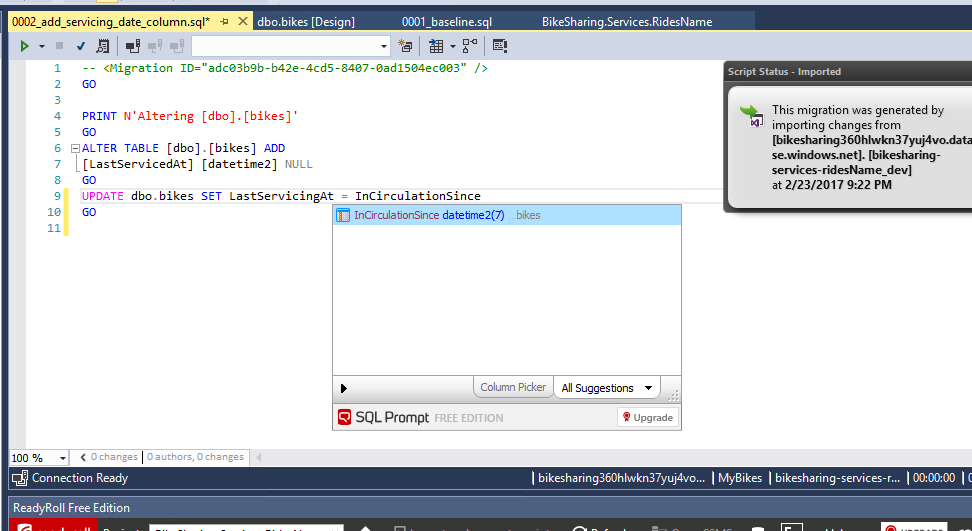 0002_add_servicing_date_column.sql*
dbo.bikes [Design]
0001_baseline.sql
BikeSharing.Services.RidesName
1 -- <Migration ID="adc03b9b-b42e-4cd5-8407-0ad1504ec003" />
2 GO
3
4 PRINT N'Altering [dbo].[bikes]'
5 GO
6 ALTER TABLE [dbo].[bikes] ADD
7 [LastServicedAt] [datetime2] NULL
8 GO
9 UPDATE dbo.bikes SET LastServicingAt = InCirculationSince
10 GO
11
InCirculationSince datetime2(7) ...bikes
Column Picker
All Suggestions
SQL Prompt FREE EDITION
Upgrade
Script Status - Imported
This migration was generated by
importing changes from
[bikesharing360hlwkn37yuj4vo.data
se.windows.net]. [bikesharing-
services-ridesName_dev]
at 2/23/2017 9:22 PM
100 %
0 changes | 0 authors, 0 changes
Connection Ready
bikesharing360hlwkn37yuj4vo...
MyBikes
bikesharing-services-r...
00:00:00
ReadyRoll Free Edition